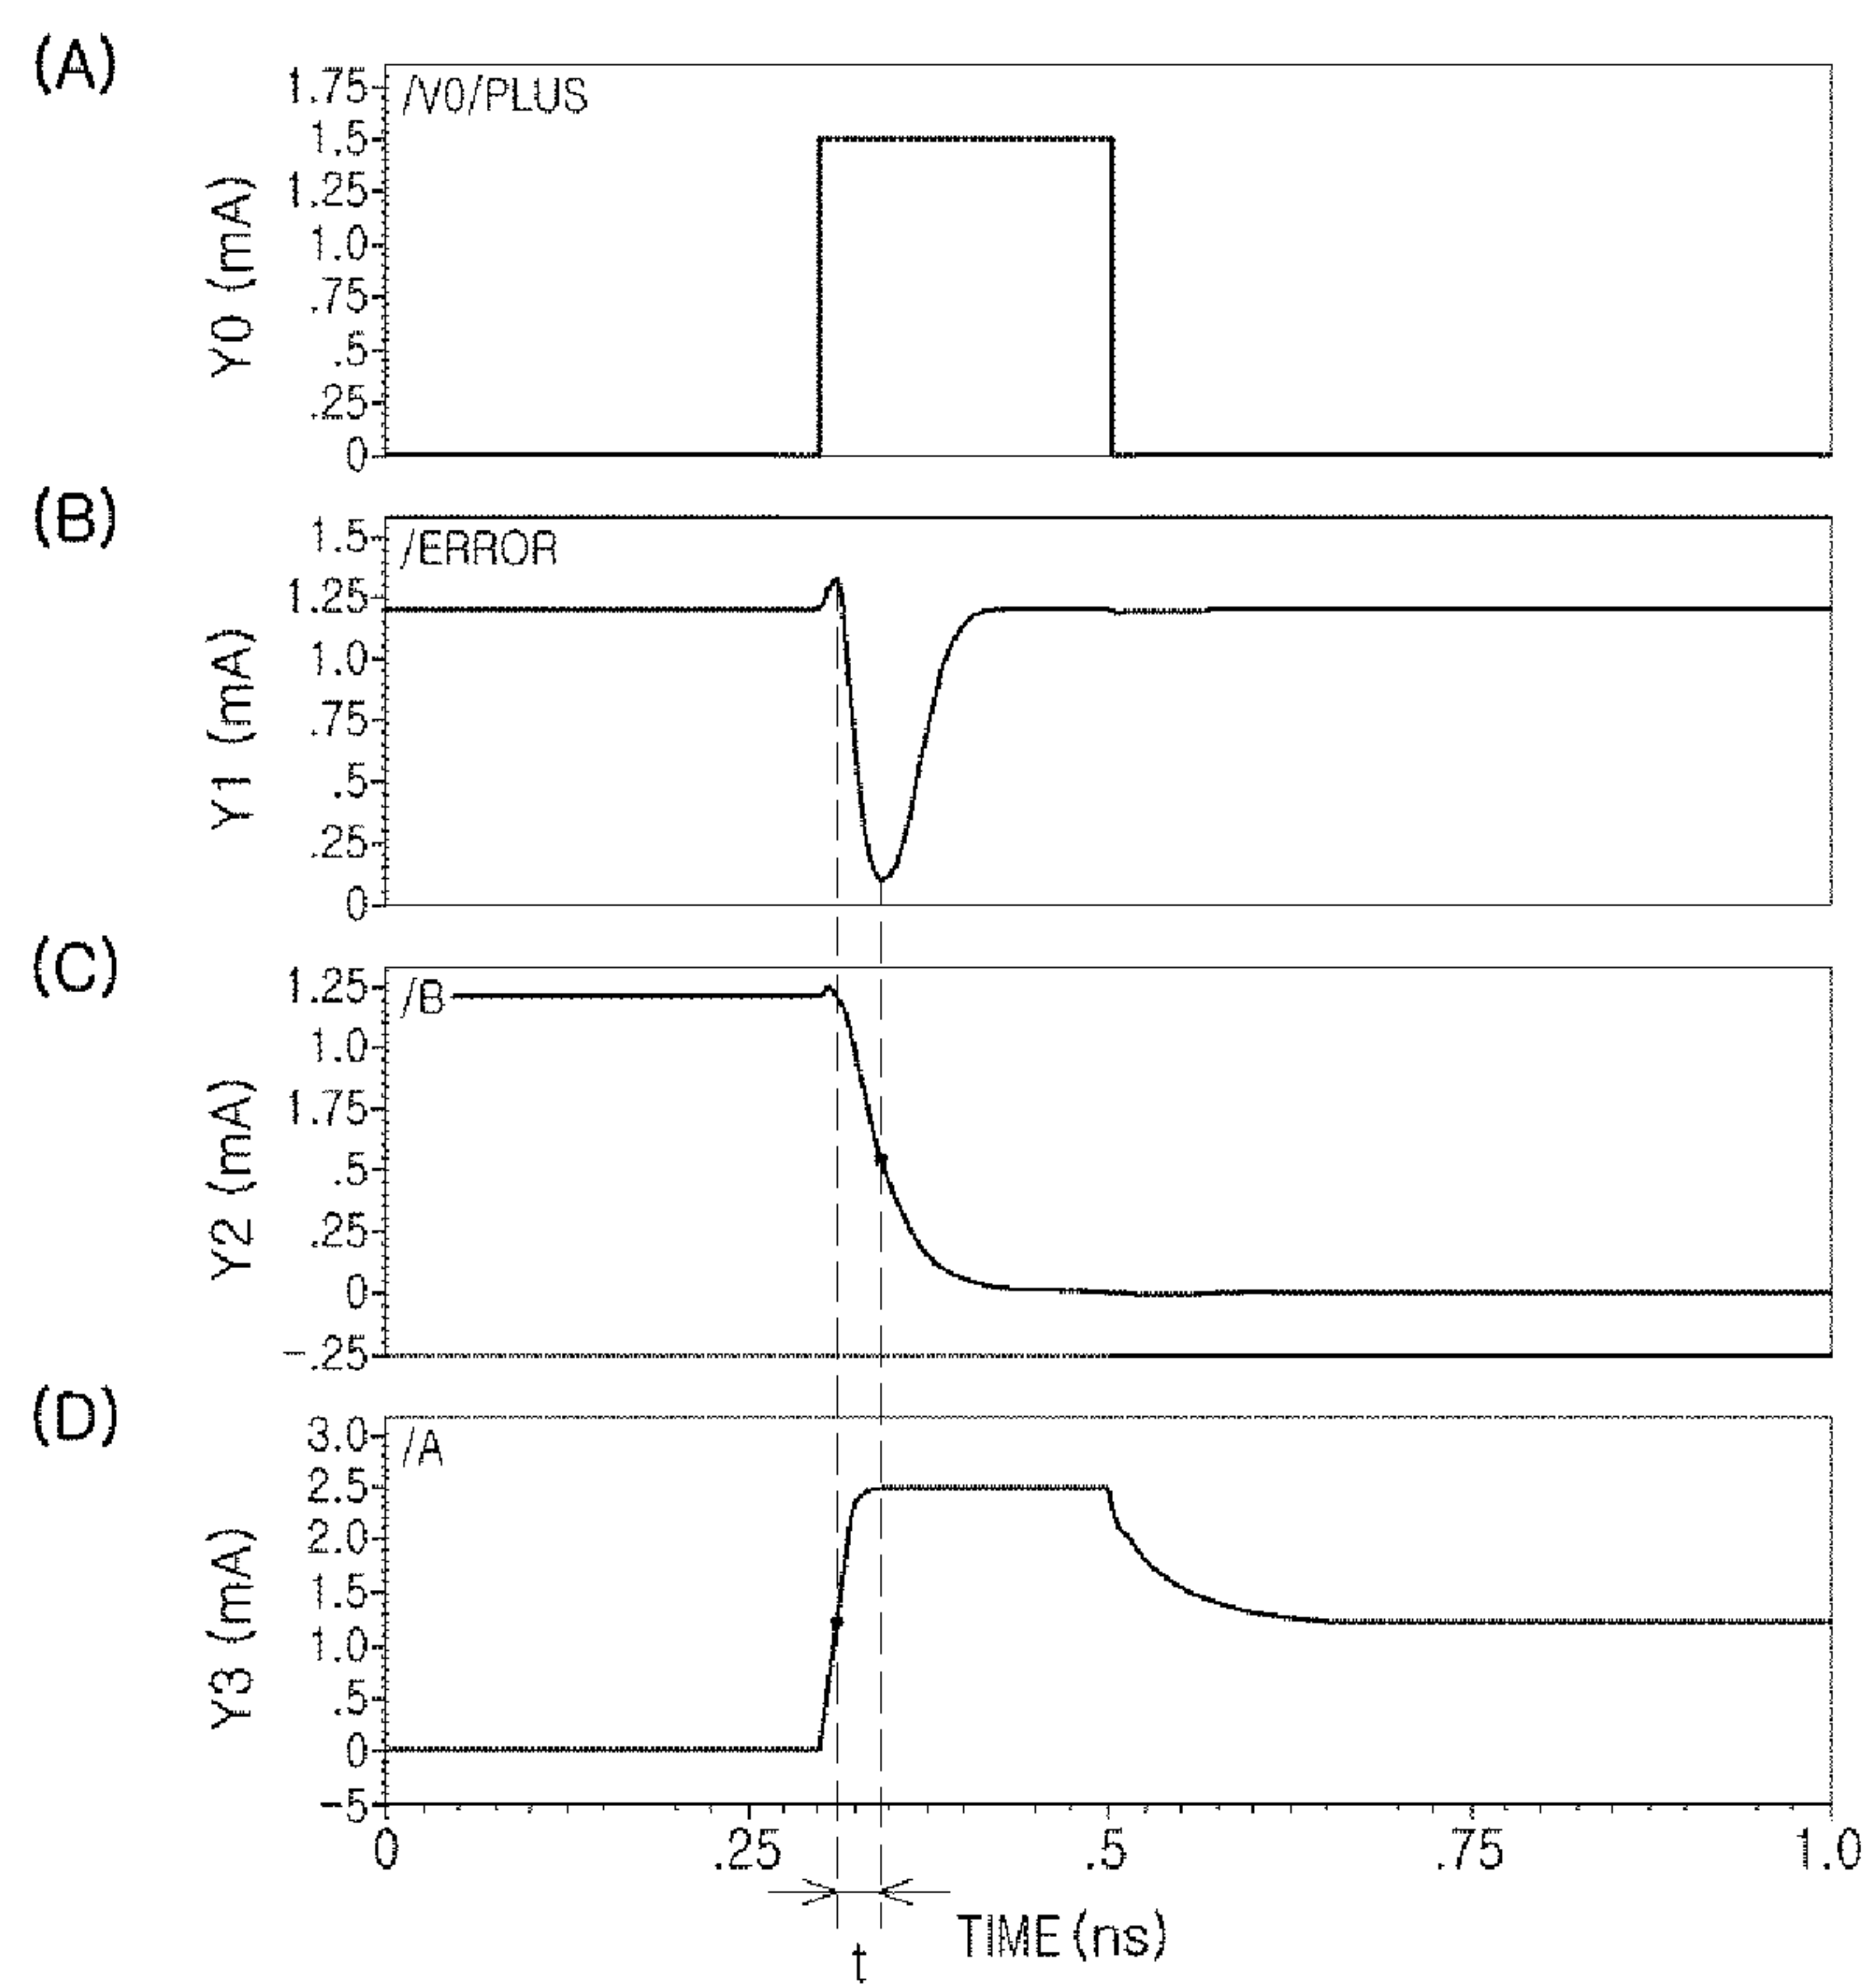 (A)
/V0/PLUS
Y0 (mA)
1.75
1.5
1.25
1.0
.75
.5
.25
0
(B)
/ERROR
Y1 (mA)
1.5
1.25
1.0
.75
.5
.25
0
(C)
/B
Y2 (mA)
1.25
1.0
1.75
.5
.25
0
-.25
(D)
/A
Y3 (mA)
3.0
2.5
2.0
1.5
1.0
.5
0
-5
0 .25 .5 .75 1.0
TIME (ns)
t